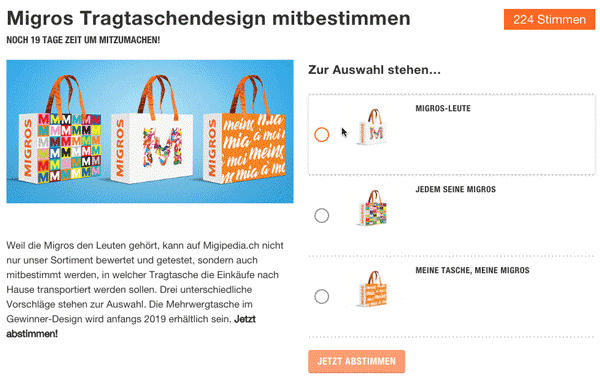 Migros Tragtaschendesign mitbestimmen
224 Stimmen
NOCH 19 TAGE ZEIT UM MITZUMACHEN!
Zur Auswahl stehen...
MIGROS
MIGROS
MIGROS
meins, mia
à moi
meins
mia à mo
MIGROS-LEUTE
JEDEM SEINE MIGROS
MEINE TASCHE, MEINE MIGROS
Weil die Migros den Leuten gehört, kann auf Migipedia.ch nicht
nur unser Sortiment bewertet und getestet, sondern auch
mitbestimmt werden, in welcher Tragtasche die Einkäufe nach
Hause transportiert werden sollen. Drei unterschiedliche
Vorschläge stehen zur Auswahl. Die Mehrwegtasche im
Gewinner-Design wird anfangs 2019 erhältlich sein. Jetzt
abstimmen!
JETZT ABSTIMMEN